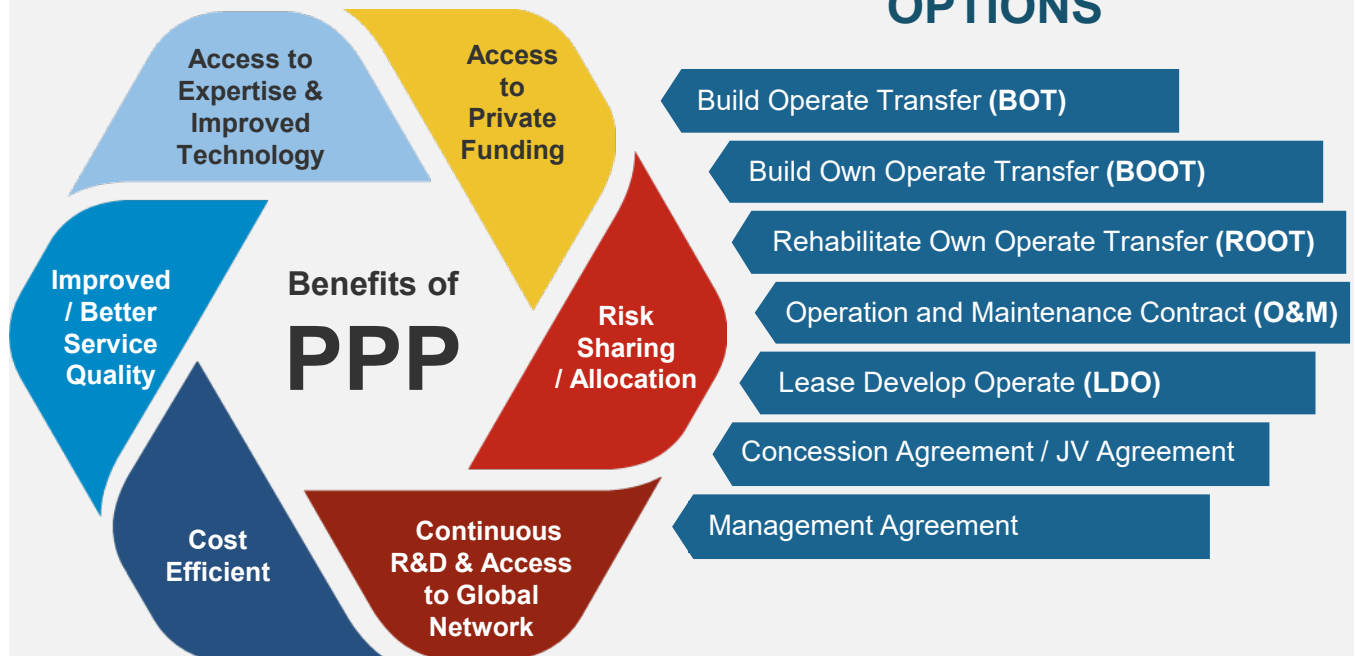 OPTIONS
Access to
Expertise &
Improved
Technology
Access
to
Private
Funding
Improved
/ Better
Service
Quality
Benefits of
PPP
Risk
Sharing
/ Allocation
Cost
Efficient
Continuous
R&D & Access
to Global
Network
Build Operate Transfer (BOT)
Build Own Operate Transfer (BOOT)
Rehabilitate Own Operate Transfer (ROOT)
Operation and Maintenance Contract (O&M)
Lease Develop Operate (LDO)
Concession Agreement / JV Agreement
Management Agreement